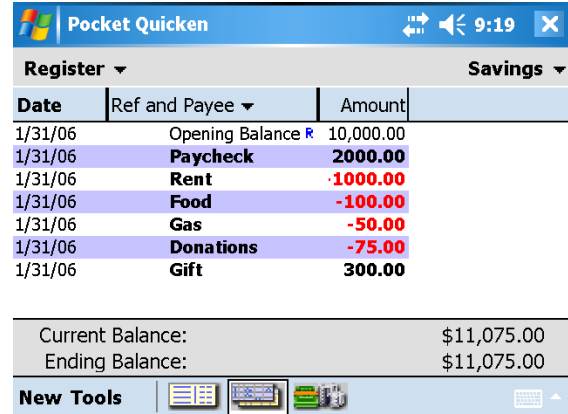 Pocket Quicken 9:19
Register Savings
Date Ref and Payee Amount
1/31/06 Opening Balance R 10,000.00
1/31/06 Paycheck 2000.00
1/31/06 Rent -1000.00
1/31/06 Food -100.00
1/31/06 Gas -50.00
1/31/06 Donations -75.00
1/31/06 Gift 300.00
Current Balance: $11,075.00
Ending Balance: $11,075.00
New Tools